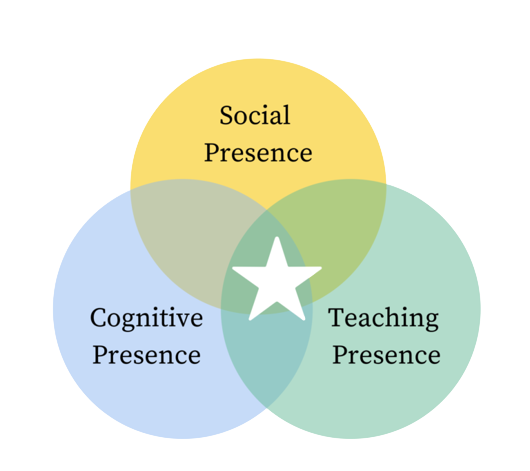 Social
Presence
Cognitive
Presence
Teaching
Presence